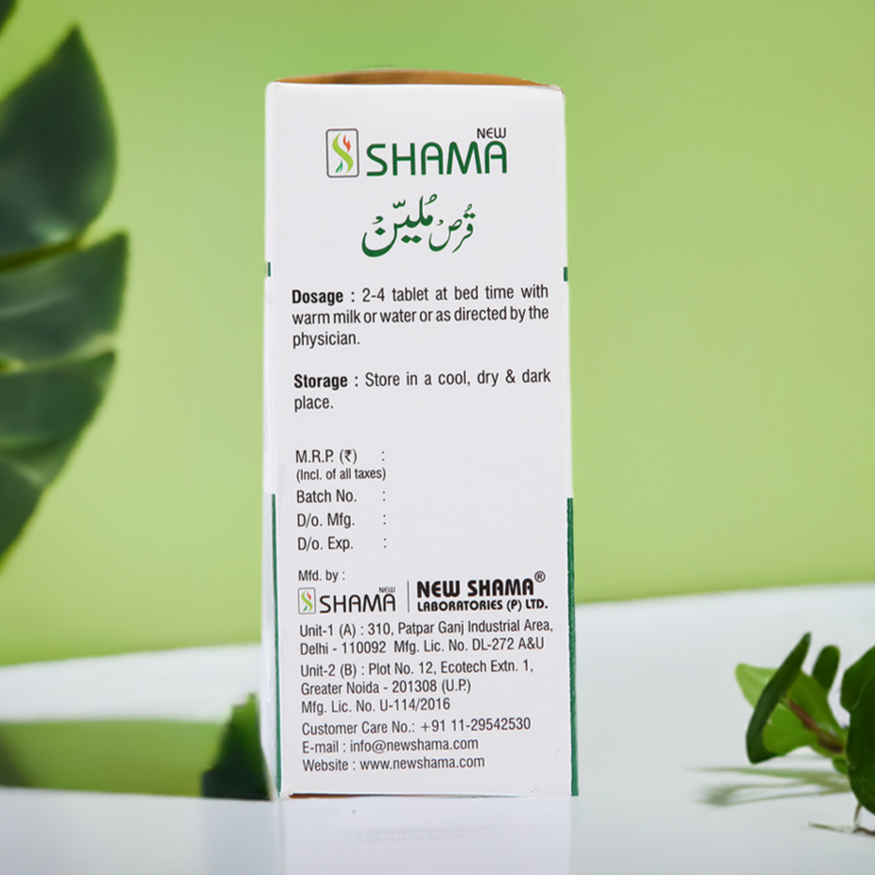 NEW
SHAMA
قُرص مُلیّن
Dosage : 2-4 tablet at bed time with
warm milk or water or as directed by the
physician.
Storage : Store in a cool, dry & dark
place.
M.R.P. (₹) :
(Incl. of all taxes)
Batch No. :
D/o. Mfg. :
D/o. Exp. :
Mfd. by :
NEW
SHAMA
NEW SHAMA®
LABORATORIES (P) LTD.
Unit-1 (A) : 310, Patpar Ganj Industrial Area,
Delhi - 110092 Mfg. Lic. No. DL-272 A&U
Unit-2 (B) : Plot No. 12, Ecotech Extn. 1,
Greater Noida - 201308 (U.P.)
Mfg. Lic. No. U-114/2016
Customer Care No.: +91 11-29542530
E-mail : info@newshama.com
Website : www.newshama.com